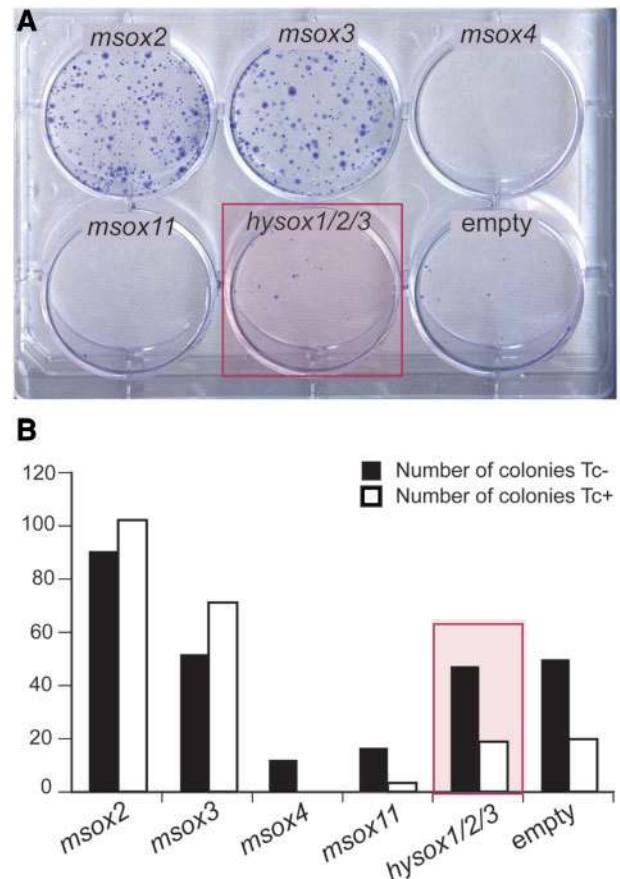 A
msox2 msox3 msox4
msox11 hysox1/2/3 empty
B
Number of colonies Tc-
Number of colonies Tc+
120
100
80
60
40
20
0
msox2 msox3 msox4 msox11 hysox1/2/3 empty